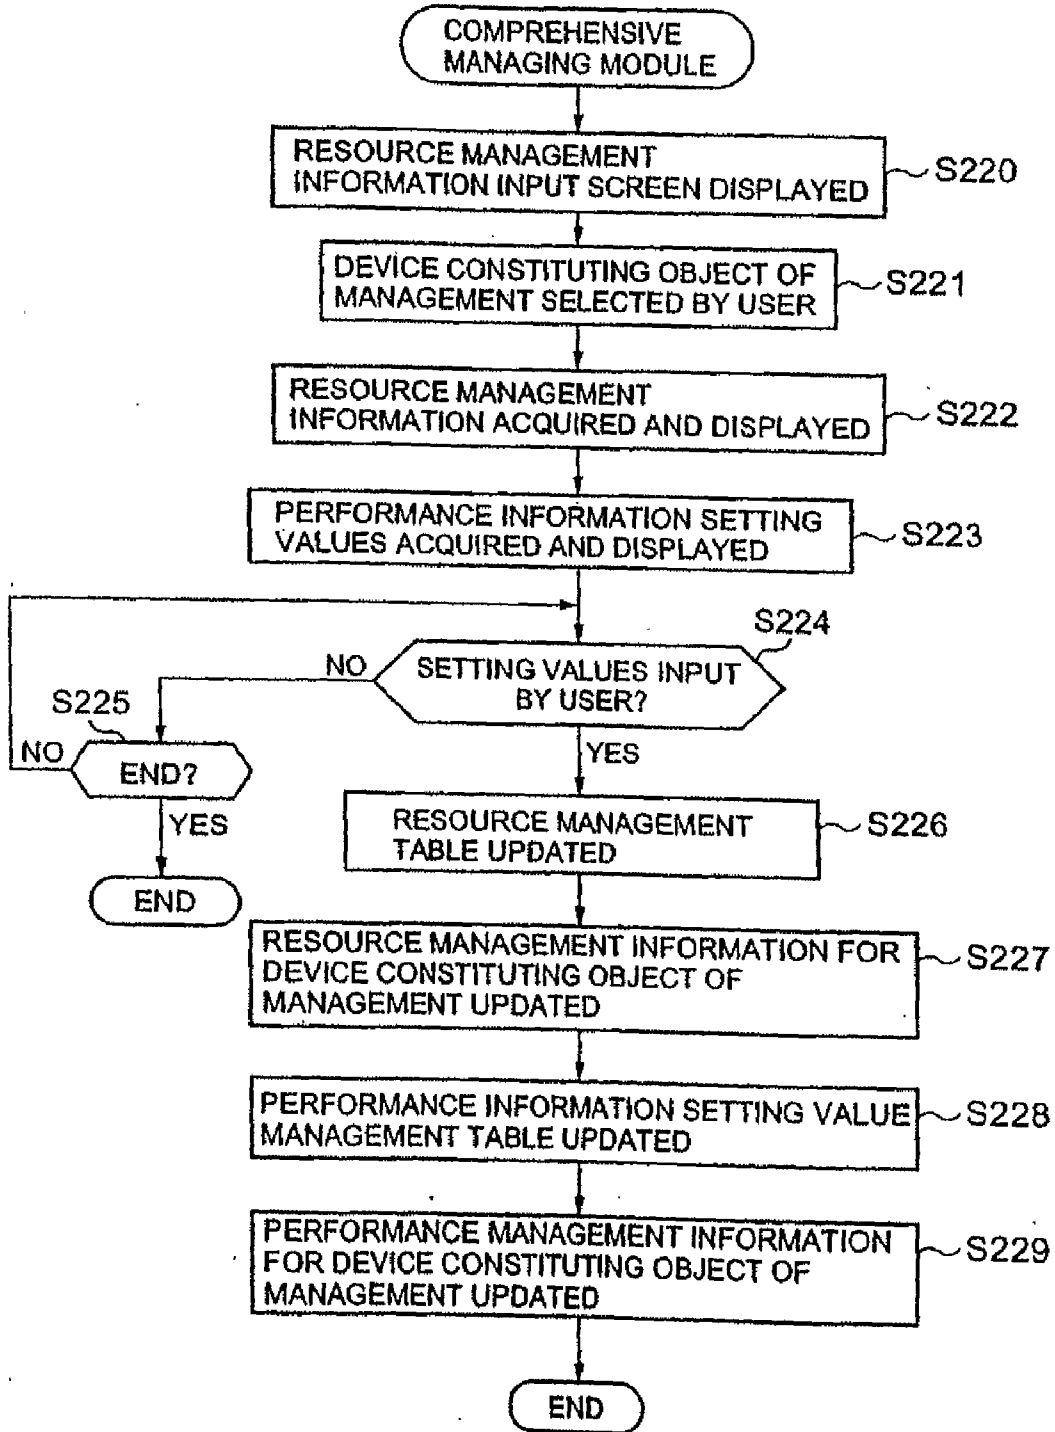 COMPREHENSIVE
MANAGING MODULE
RESOURCE MANAGEMENT
INFORMATION INPUT SCREEN DISPLAYED
S220
DEVICE CONSTITUTING OBJECT OF
MANAGEMENT SELECTED BY USER
S221
RESOURCE MANAGEMENT
INFORMATION ACQUIRED AND DISPLAYED
S222
PERFORMANCE INFORMATION SETTING
VALUES ACQUIRED AND DISPLAYED
S223
S224
SETTING VALUES INPUT
BY USER?
NO
S225
NO
END?
YES
YES
END
RESOURCE MANAGEMENT
TABLE UPDATED
S226
RESOURCE MANAGEMENT INFORMATION FOR
DEVICE CONSTITUTING OBJECT OF
MANAGEMENT UPDATED
S227
PERFORMANCE INFORMATION SETTING VALUE
MANAGEMENT TABLE UPDATED
S228
PERFORMANCE MANAGEMENT INFORMATION
FOR DEVICE CONSTITUTING OBJECT OF
MANAGEMENT UPDATED
S229
END